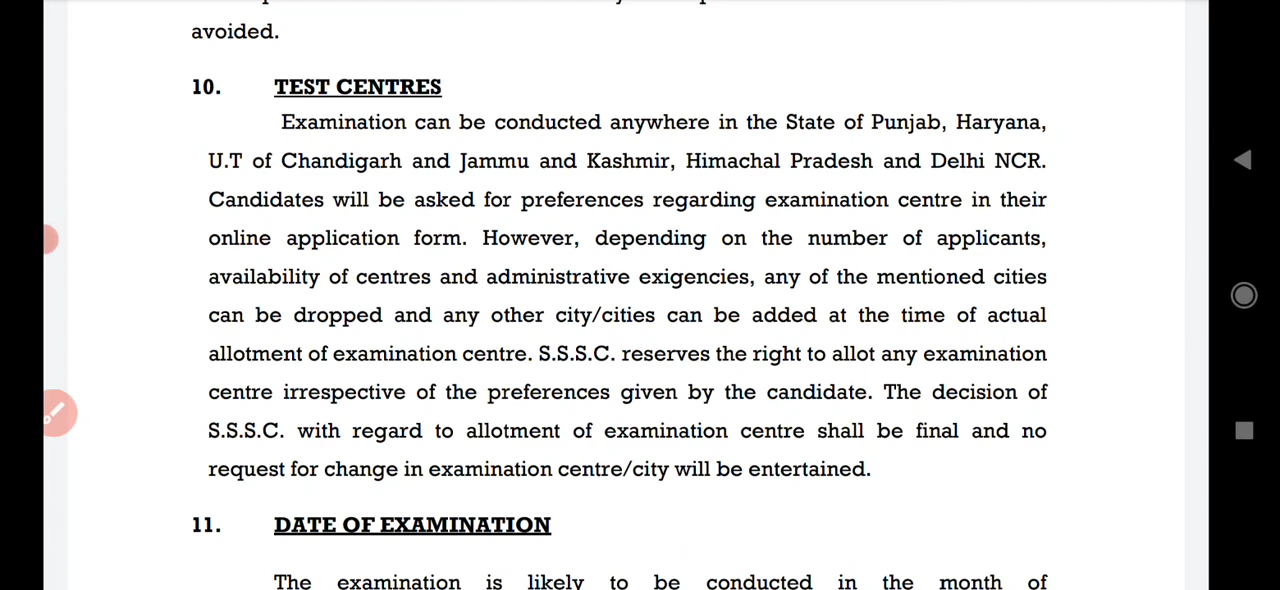 avoided.
10. TEST CENTRES
Examination can be conducted anywhere in the State of Punjab, Haryana,
U.T of Chandigarh and Jammu and Kashmir, Himachal Pradesh and Delhi NCR.
Candidates will be asked for preferences regarding examination centre in their
online application form. However, depending on the number of applicants,
availability of centres and administrative exigencies, any of the mentioned cities
can be dropped and any other city/cities can be added at the time of actual
allotment of examination centre. S.S.S.C. reserves the right to allot any examination
centre irrespective of the preferences given by the candidate. The decision of
S.S.S.C. with regard to allotment of examination centre shall be final and no
request for change in examination centre/city will be entertained.
11. DATE OF EXAMINATION
The examination is likely to be conducted in the month of